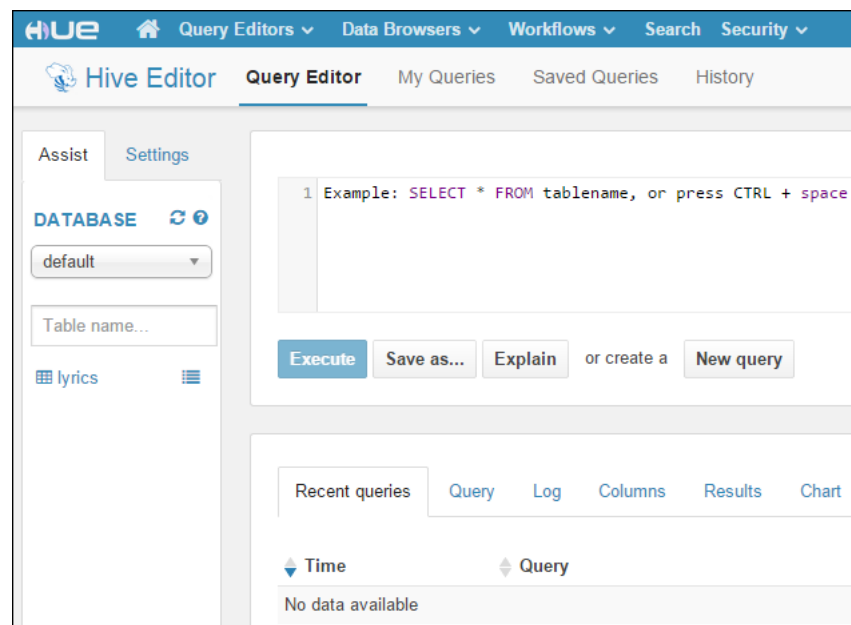 HUE Query Editors Data Browsers Workflows Search Security
Hive Editor Query Editor My Queries Saved Queries History
Assist Settings
DATABASE
default
Table name...
lyrics
1 Example: SELECT * FROM tablename, or press CTRL + space
Execute Save as... Explain or create a New query
Recent queries Query Log Columns Results Chart
Time Query
No data available